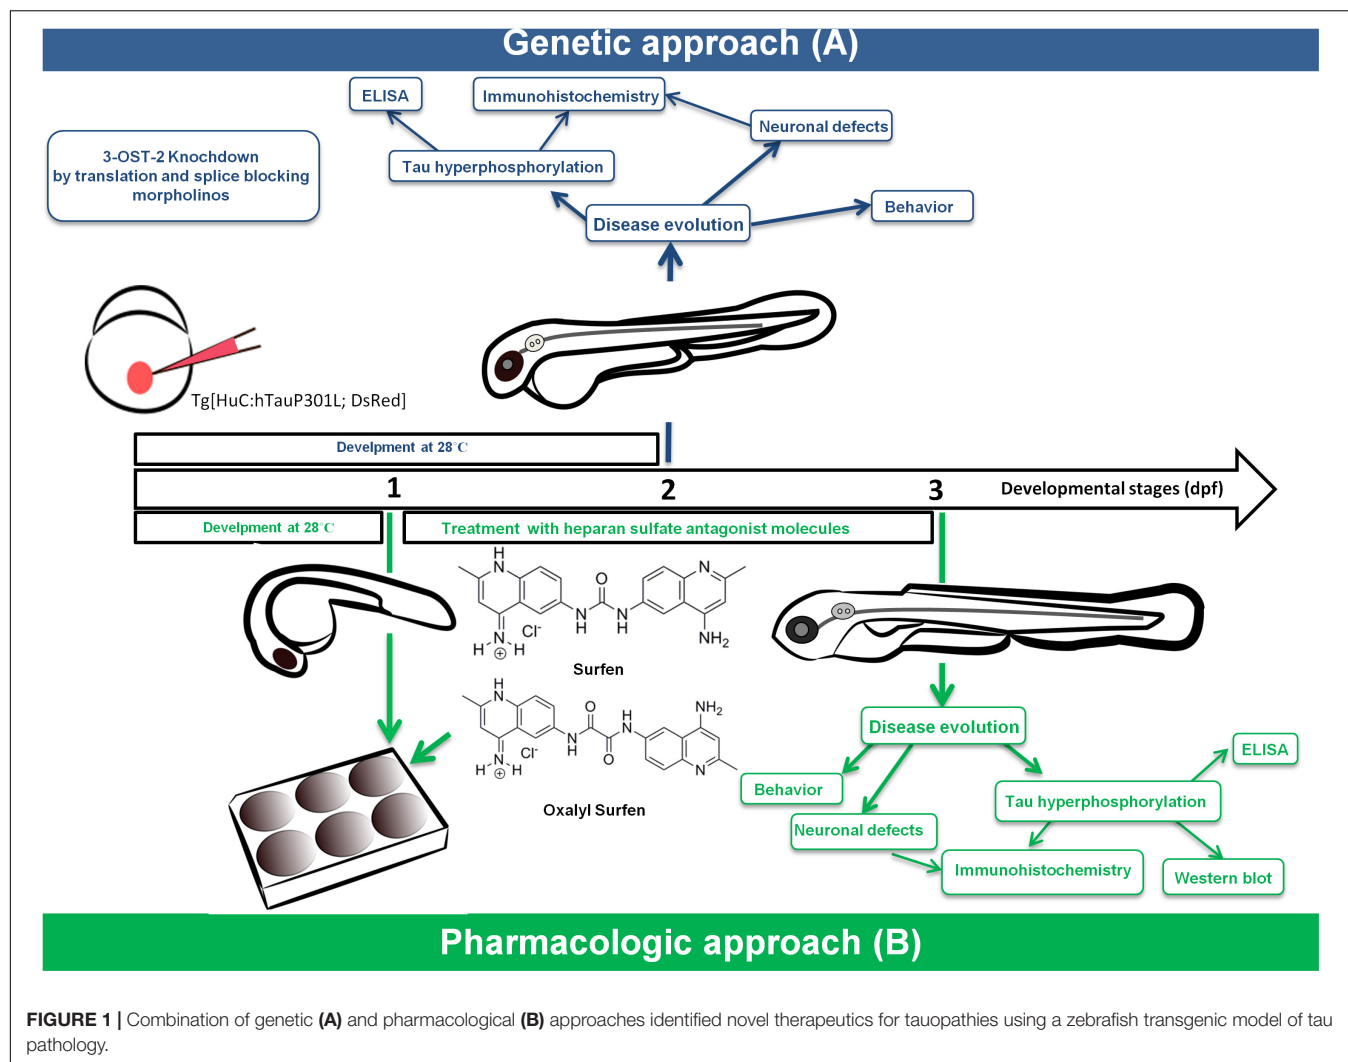 Genetic approach (A)
ELISA
Immunohistochemistry
Neuronal defects
3-OST-2 Knochdown
by translation and splice blocking
morpholinos
Tau hyperphosphorylation
Behavior
Disease evolution
Tg[HuC:hTauP301L; DsRed]
Develpment at 28°C
1
2
3
Developmental stages (dpf)
Develpment at 28°C
Treatment with heparan sulfate antagonist molecules
H
N
N
O
N
H
N
H
N
H
H
⊕
Cl-
NH2
Surfen
H
N
O
H
N
NH2
N
H
O
N
H
H
⊕
Cl-
N
Oxalyl Surfen
Disease evolution
ELISA
Behavior
Tau hyperphosphorylation
Neuronal defects
Immunohistochemistry
Western blot
Pharmacologic approach (B)
FIGURE 1 | Combination of genetic (A) and pharmacological (B) approaches identified novel therapeutics for tauopathies using a zebrafish transgenic model of tau
pathology.